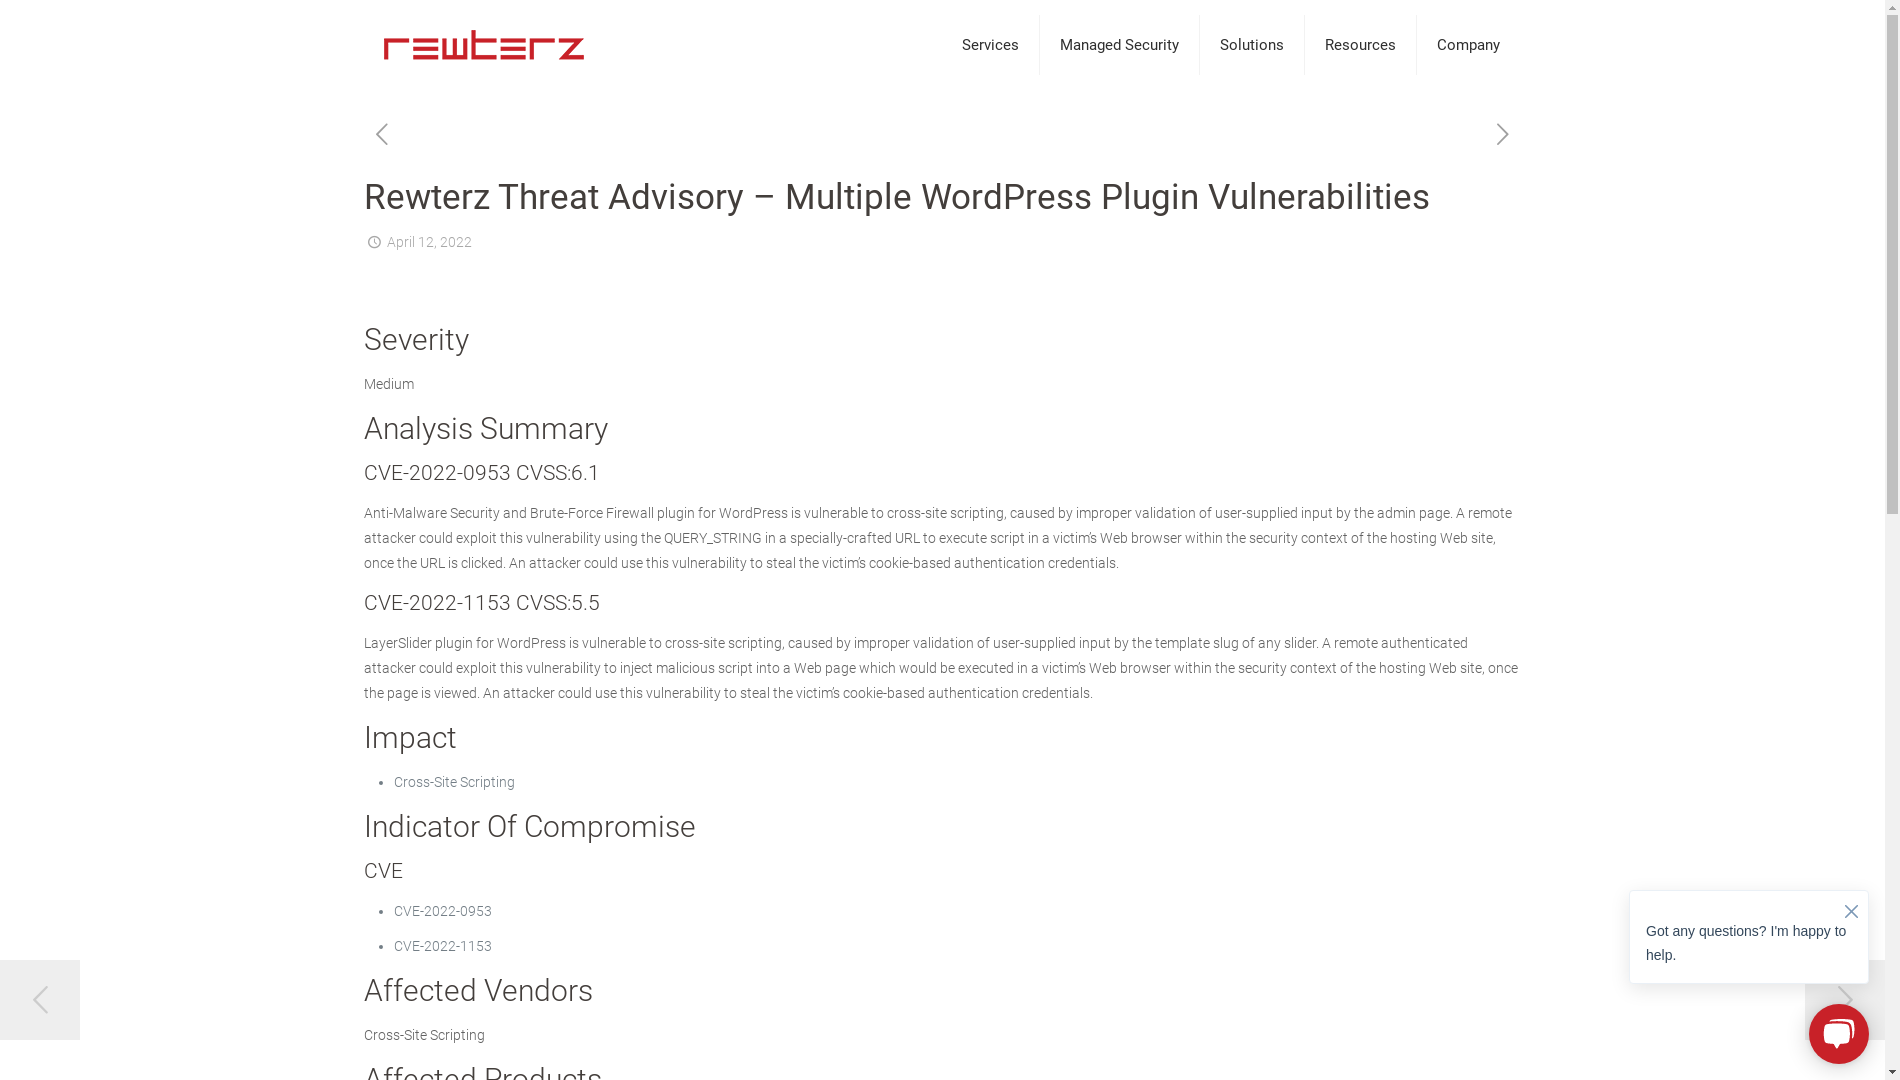 rewterz
Services
Managed Security
Solutions
Resources
Company
Rewterz Threat Advisory – Multiple WordPress Plugin Vulnerabilities
April 12, 2022
Severity
Medium
Analysis Summary
CVE-2022-0953 CVSS:6.1
Anti-Malware Security and Brute-Force Firewall plugin for WordPress is vulnerable to cross-site scripting, caused by improper validation of user-supplied input by the admin page. A remote
attacker could exploit this vulnerability using the QUERY_STRING in a specially-crafted URL to execute script in a victim’s Web browser within the security context of the hosting Web site,
once the URL is clicked. An attacker could use this vulnerability to steal the victim’s cookie-based authentication credentials.
CVE-2022-1153 CVSS:5.5
LayerSlider plugin for WordPress is vulnerable to cross-site scripting, caused by improper validation of user-supplied input by the template slug of any slider. A remote authenticated
attacker could exploit this vulnerability to inject malicious script into a Web page which would be executed in a victim’s Web browser within the security context of the hosting Web site, once
the page is viewed. An attacker could use this vulnerability to steal the victim’s cookie-based authentication credentials.
Impact
• Cross-Site Scripting
Indicator Of Compromise
CVE
• CVE-2022-0953
• CVE-2022-1153
Affected Vendors
Cross-Site Scripting
Affected Products
Got any questions? I'm happy to
help.